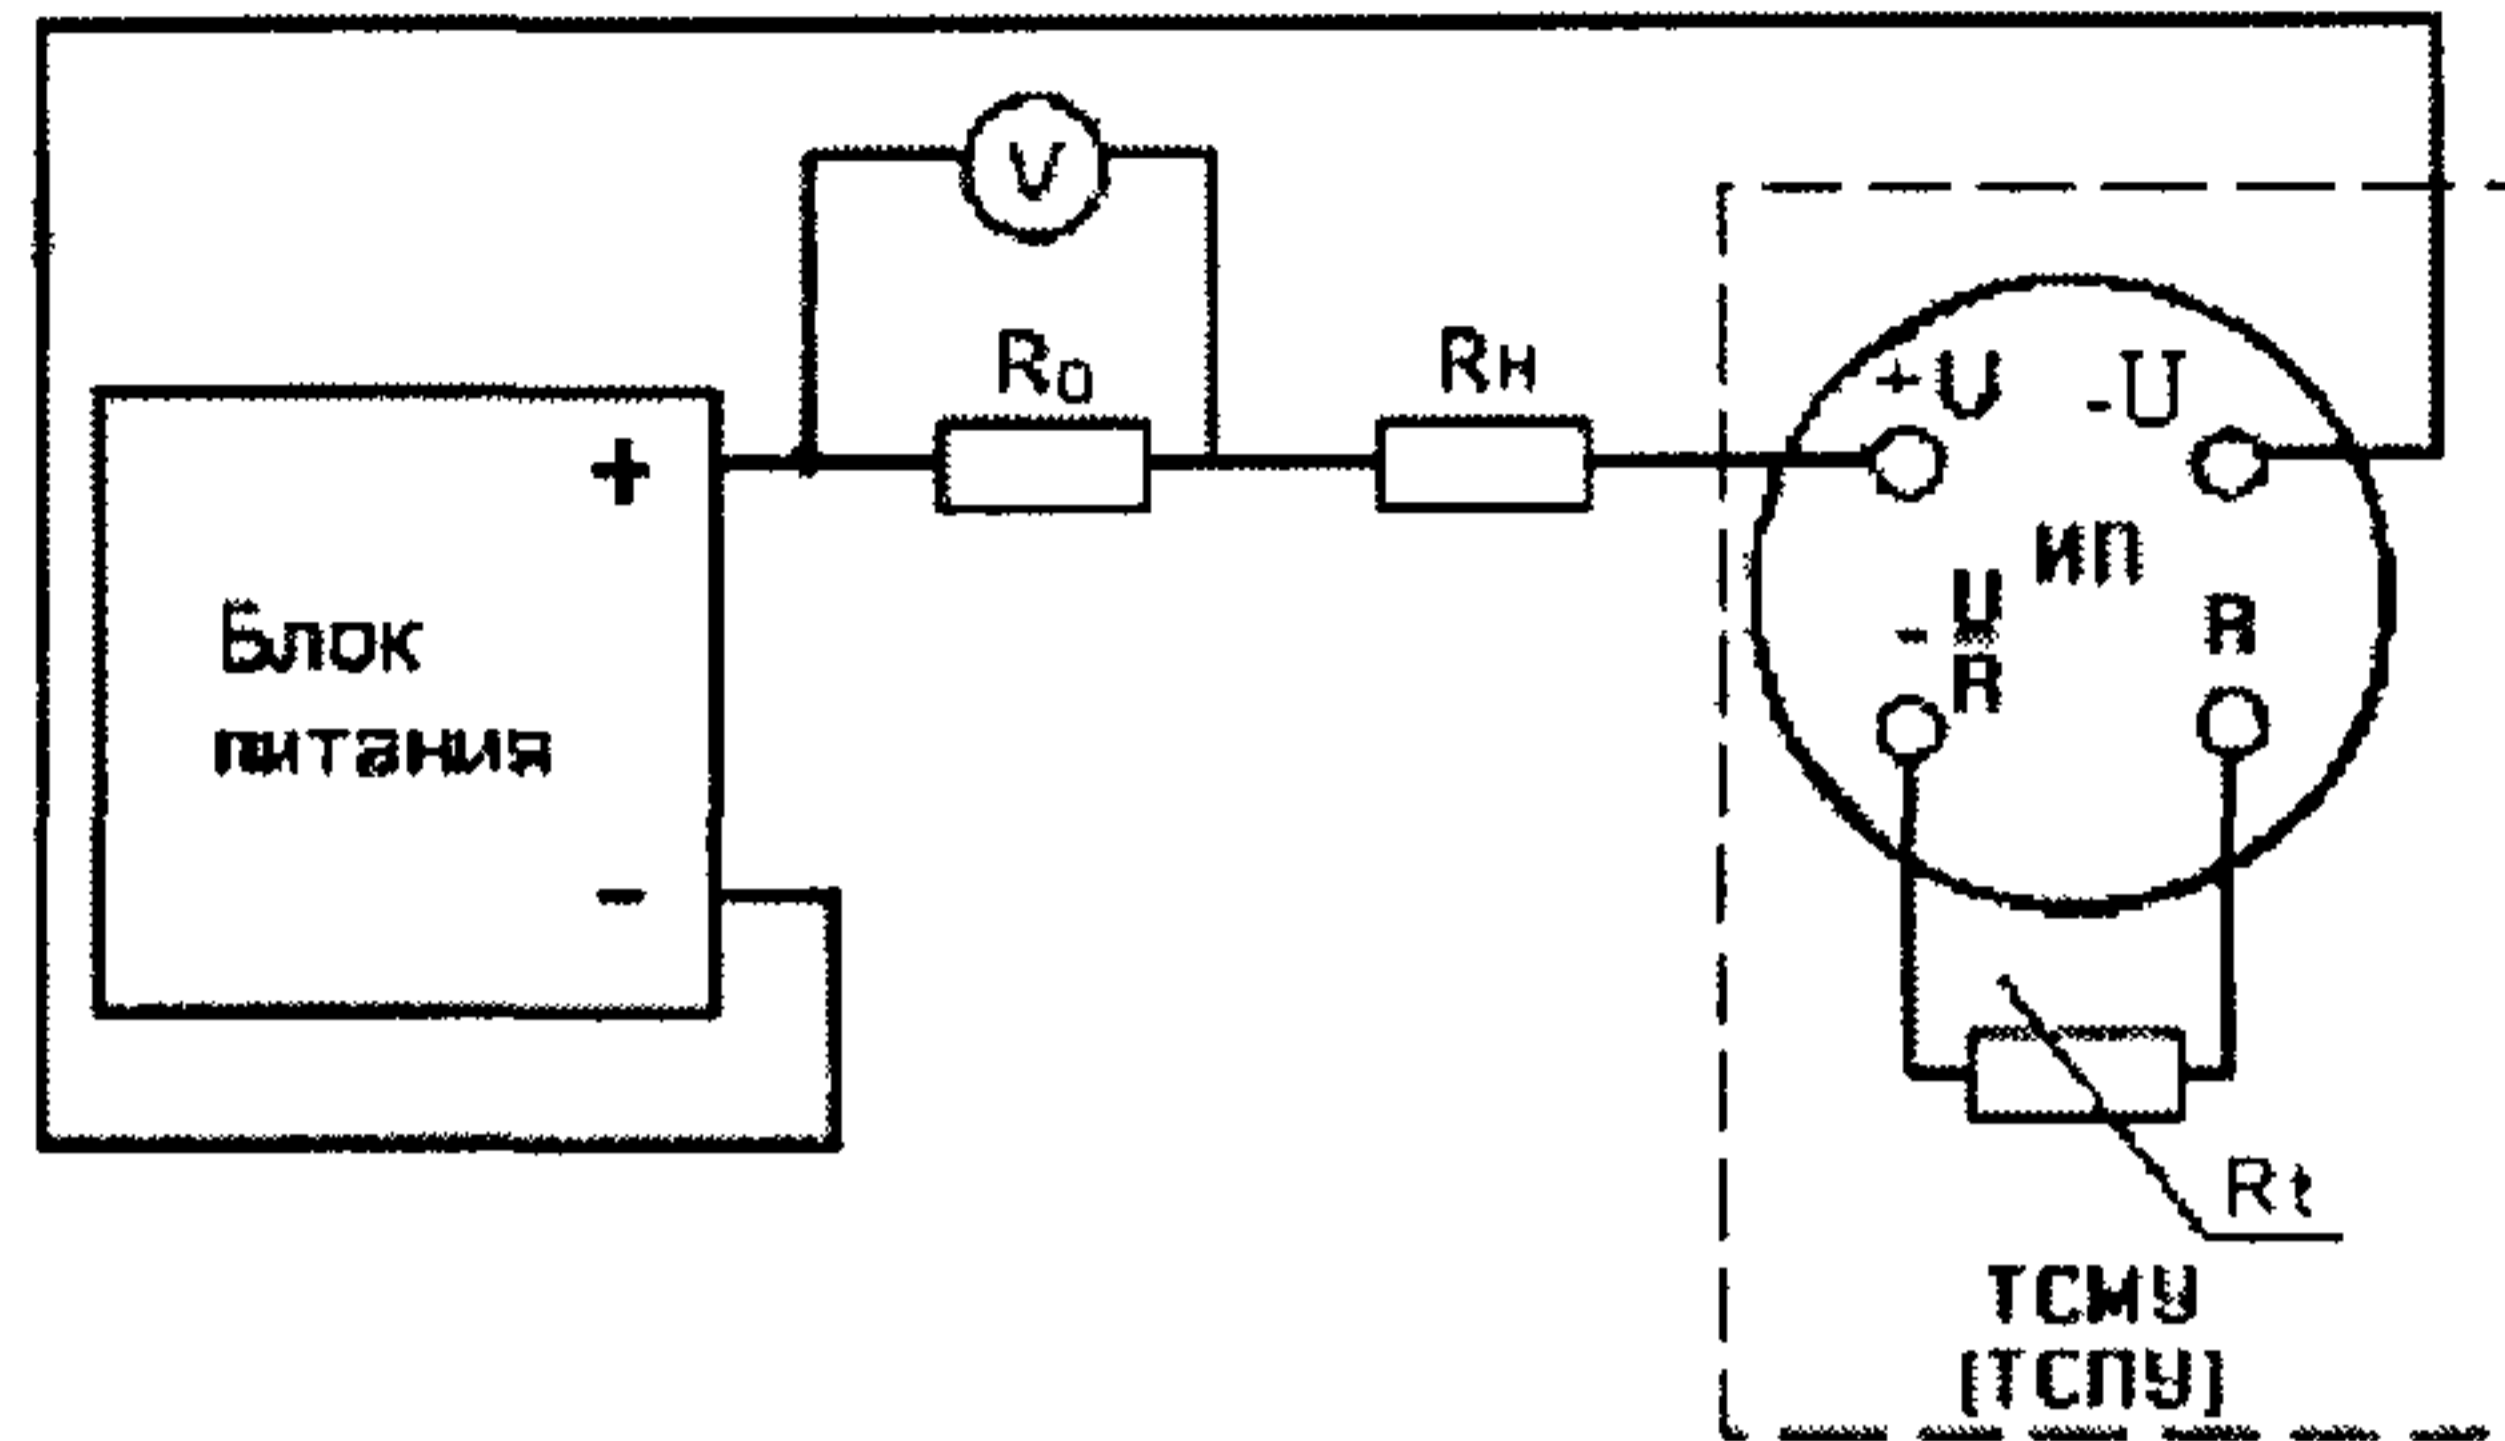 V
R0
Rн
+U -U
+
ИП
Блок
питания
- U
R
R
-
Rt
ТСМУ
(ТСПУ)